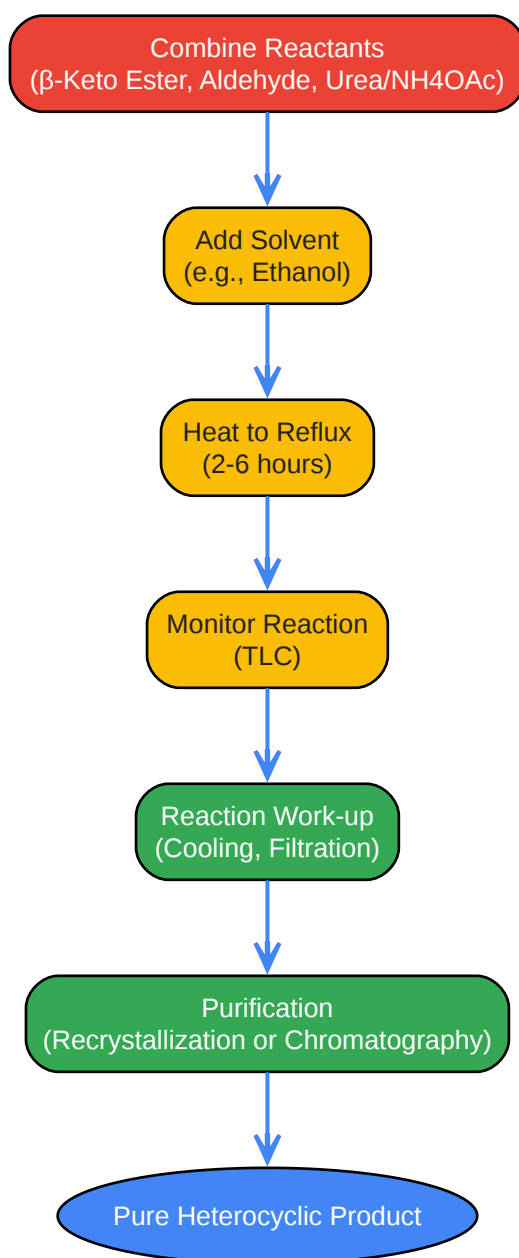 Combine Reactants
(β-Keto Ester, Aldehyde, Urea/NH4OAc)
Add Solvent
(e.g., Ethanol)
Heat to Reflux
(2-6 hours)
Monitor Reaction
(TLC)
Reaction Work-up
(Cooling, Filtration)
Purification
(Recrystallization or Chromatography)
Pure Heterocyclic Product